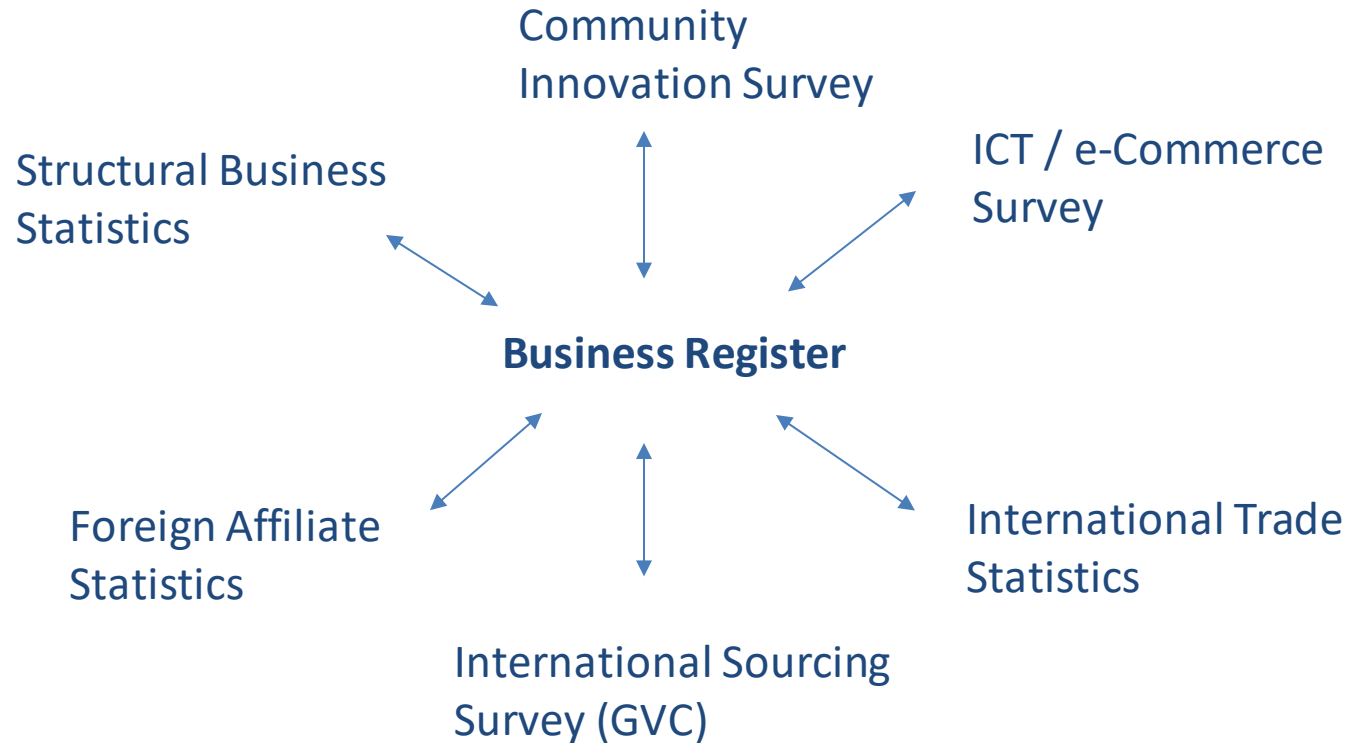 Community
Innovation Survey
ICT / e-Commerce
Survey
Structural Business
Statistics
Business Register
Foreign Affiliate
Statistics
International Trade
Statistics
International Sourcing
Survey (GVC)